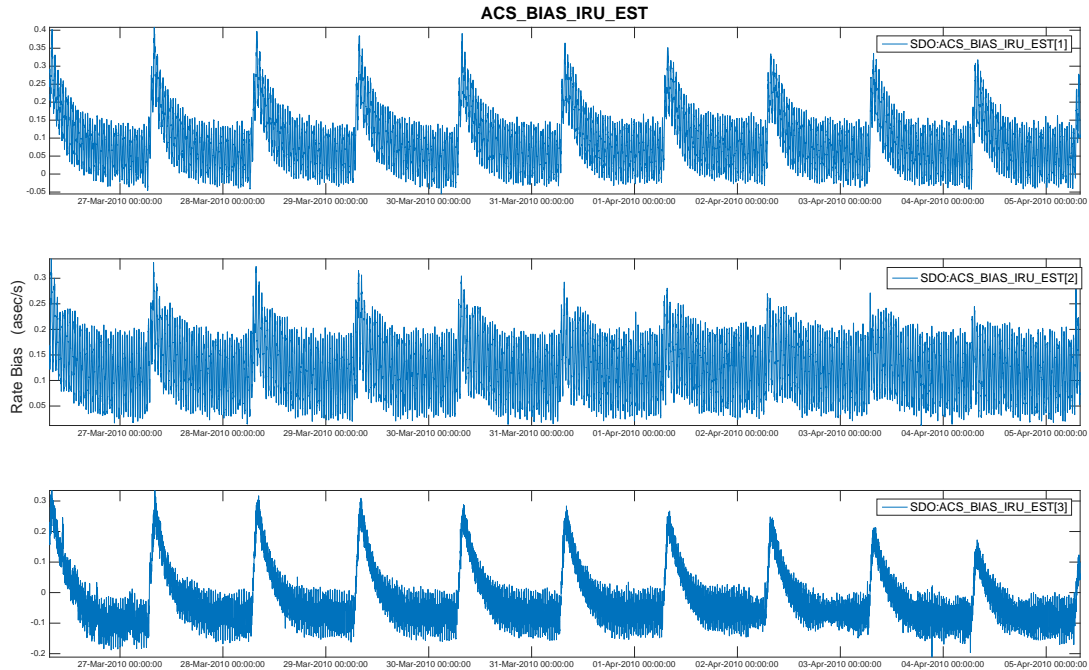 ACS_BIAS_IRU_EST
0.4
0.35
0.3
0.25
0.2
0.15
0.1
0.05
0
-0.05
SDO:ACS_BIAS_IRU_EST[1]
27-Mar-2010 00:00:00 28-Mar-2010 00:00:00 29-Mar-2010 00:00:00 30-Mar-2010 00:00:00 31-Mar-2010 00:00:00 01-Apr-2010 00:00:00 02-Apr-2010 00:00:00 03-Apr-2010 00:00:00 04-Apr-2010 00:00:00 05-Apr-2010 00:00:00
Rate Bias (asec/s)
0.3
0.25
0.2
0.15
0.1
0.05
SDO:ACS_BIAS_IRU_EST[2]
27-Mar-2010 00:00:00 28-Mar-2010 00:00:00 29-Mar-2010 00:00:00 30-Mar-2010 00:00:00 31-Mar-2010 00:00:00 01-Apr-2010 00:00:00 02-Apr-2010 00:00:00 03-Apr-2010 00:00:00 04-Apr-2010 00:00:00 05-Apr-2010 00:00:00
0.3
0.2
0.1
0
-0.1
-0.2
SDO:ACS_BIAS_IRU_EST[3]
27-Mar-2010 00:00:00 28-Mar-2010 00:00:00 29-Mar-2010 00:00:00 30-Mar-2010 00:00:00 31-Mar-2010 00:00:00 01-Apr-2010 00:00:00 02-Apr-2010 00:00:00 03-Apr-2010 00:00:00 04-Apr-2010 00:00:00 05-Apr-2010 00:00:00